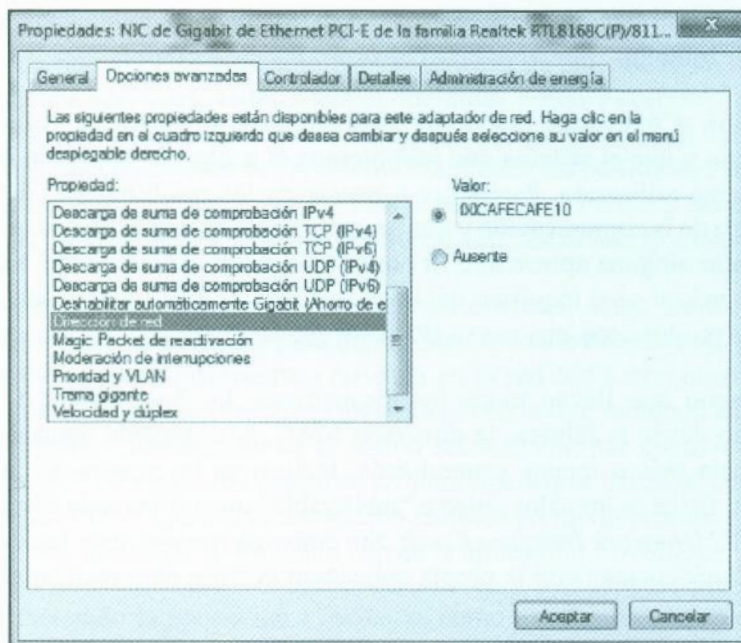 Propiedades: NIC de Gigabit de Ethernet PCI-E de la familia Realtek RTL8168C(P)/811...
General
Opciones avanzadas
Controlador
Detalles
Administración de energía
Las siguientes propiedades están disponibles para este adaptador de red. Haga clic en la
propiedad en el cuadro izquierdo que desea cambiar y después seleccione su valor en el menú
desplegable derecho.
Propiedad:
Descarga de suma de comprobación IPv4
Descarga de suma de comprobación TCP (IPv4)
Descarga de suma de comprobación TCP (IPv6)
Descarga de suma de comprobación UDP (IPv4)
Descarga de suma de comprobación UDP (IPv6)
Deshabilitar automáticamente Gigabit (Ahorro de e
Dirección de red
Magic Packet de reactivación
Moderación de interrupciones
Prioridad y VLAN
Trama gigante
Velocidad y dúplex
Valor:
00CAFECAFE10
Ausente
Aceptar
Cancelar